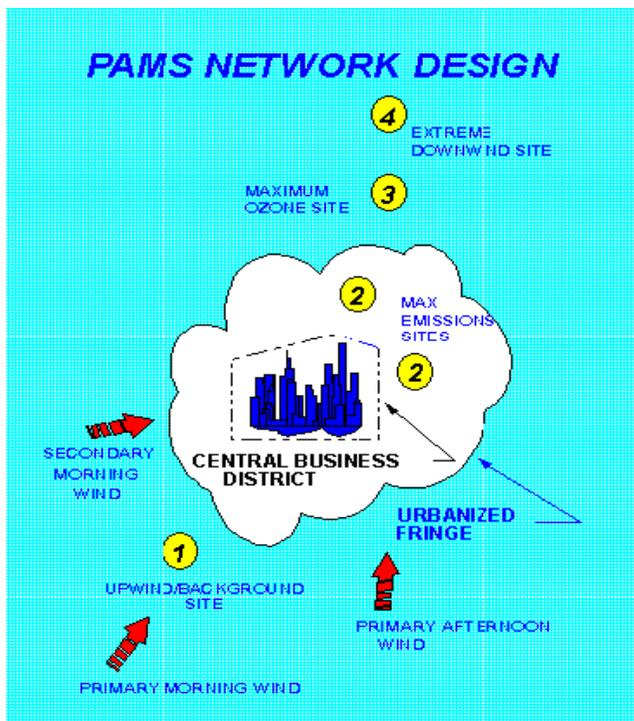 PAMS NETWORK DESIGN
4
EXTREME
DOWNWIND SITE
MAXIMUM
OZONE SITE
3
2
MAX
EMISSIONS
SITES
2
SECONDARY
MORNING
WIND
CENTRAL BUSINESS
DISTRICT
URBANIZED
FRINGE
1
UPWIND/BACKGROUND
SITE
PRIMARY AFTERNOON
WIND
PRIMARY MORNING WIND